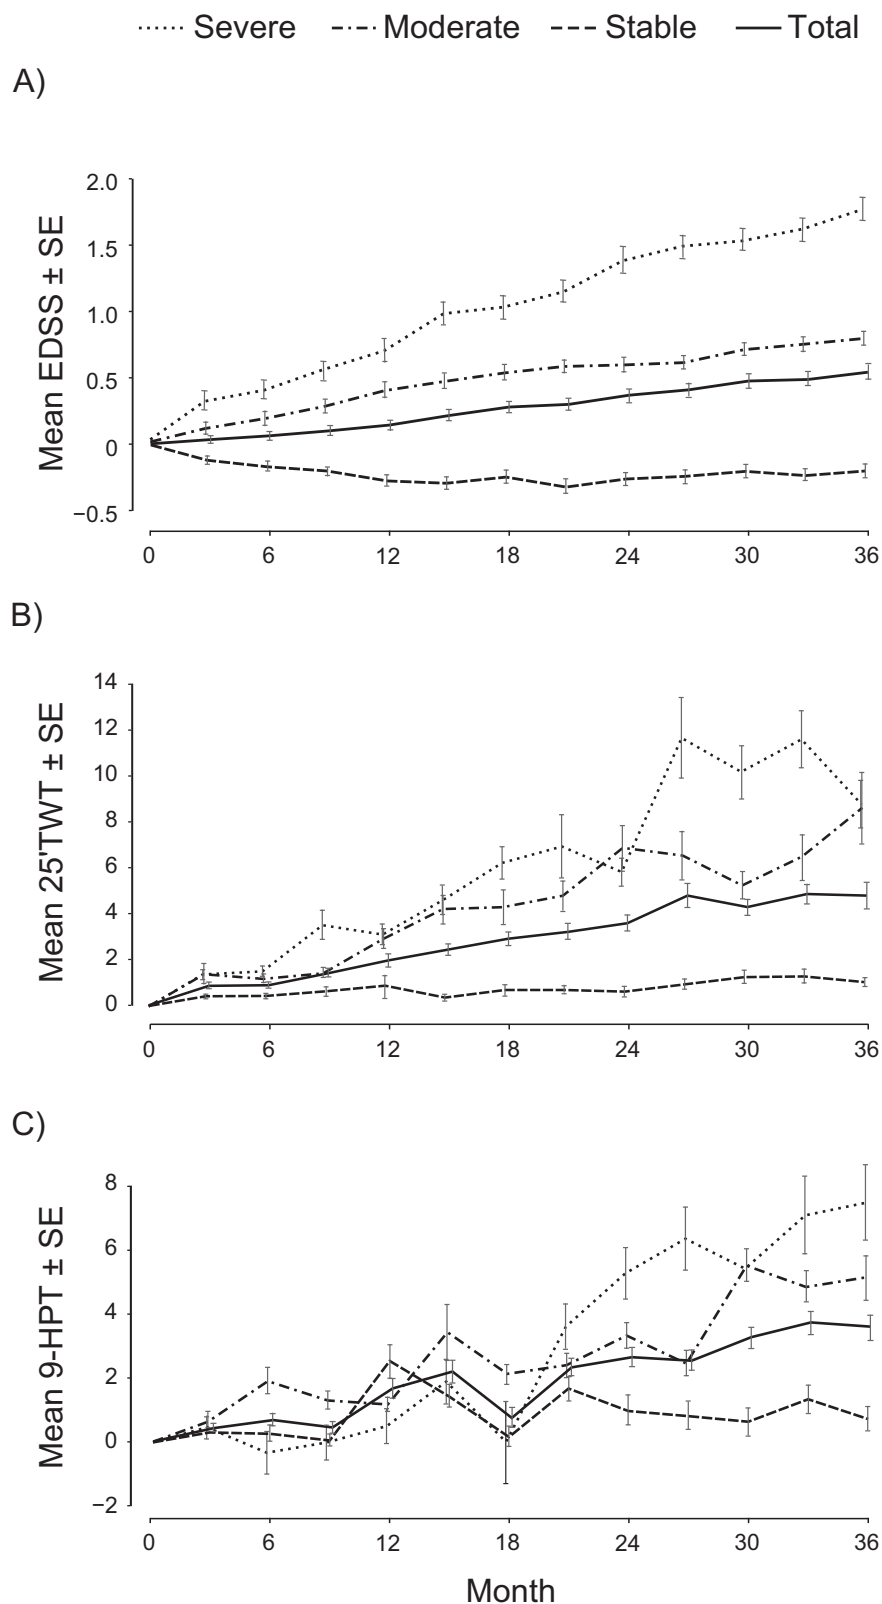 Severe Moderate Stable Total
A)
Mean EDSS ± SE
2.0
1.5
1.0
0.5
0
−0.5
0 6 12 18 24 30 36
B)
Mean 25'TWT ± SE
14
12
10
8
6
4
2
0
0 6 12 18 24 30 36
C)
Mean 9-HPT ± SE
8
6
4
2
0
−2
0 6 12 18 24 30 36
Month